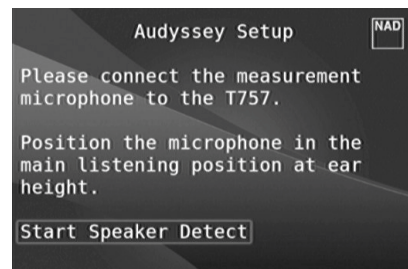 Audyssey Setup
NAD
Please connect the measurement
microphone to the T757.
Position the microphone in the
main listening position at ear
height.
Start Speaker Detect